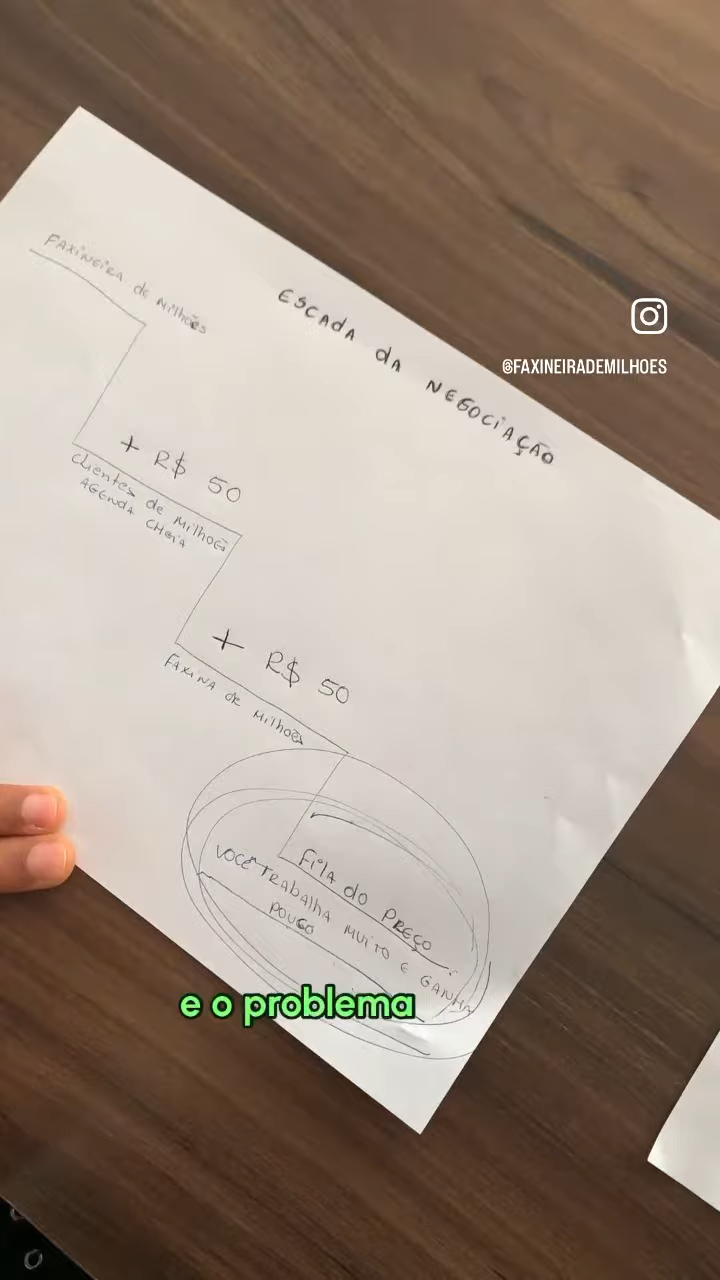 ESCADA DA NEGOCIAÇÃO
@FAXINEIRADEMILHOES
FAXINEIRA de Milhões
+ R$ 50
Clientes de Milhões
AGENDA CHEIA
+ R$ 50
FAXINA DE Milhões
Fila do PREÇO
VOCÊ TRABALHA MUITO E GANHA
POUCO
e o problema